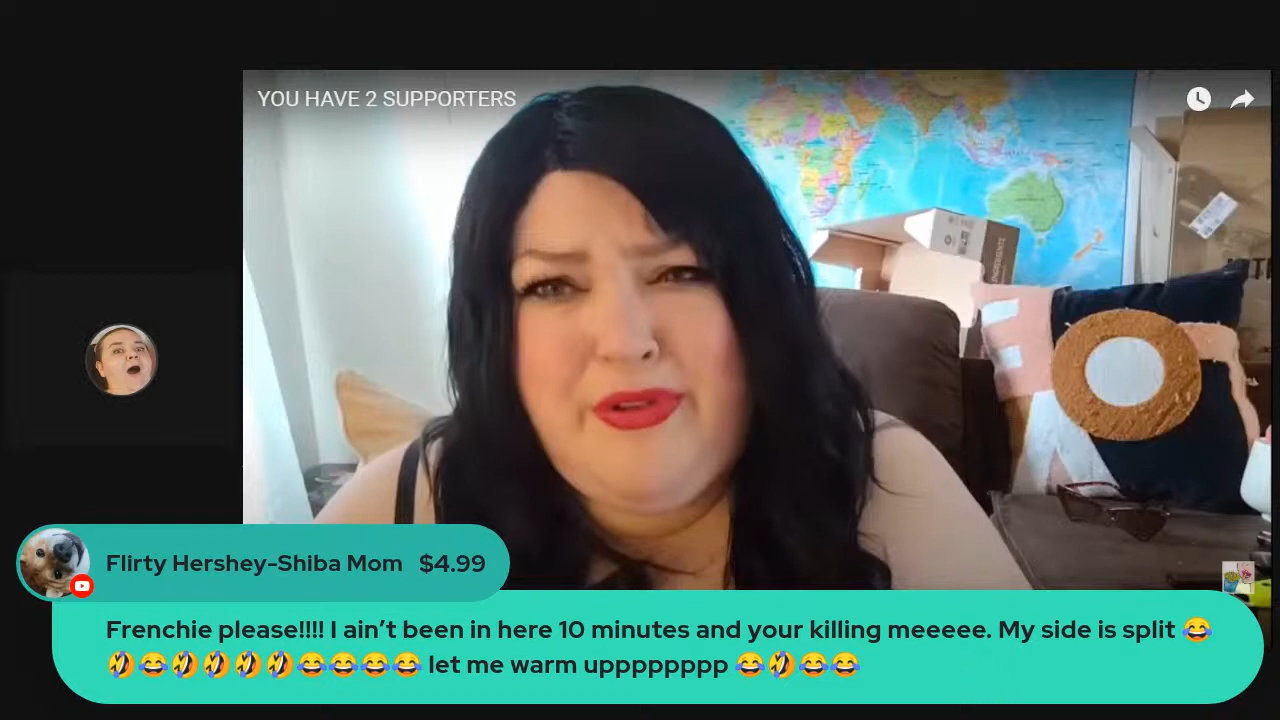 YOU HAVE 2 SUPPORTERS
Flirty Hershey-Shiba Mom $4.99
Frenchie please!!!! I ain’t been in here 10 minutes and your killing meeeee. My side is split 😂
🤣😂🤣🤣🤣🤣😂😂😂😂 let me warm upppppppp 😂🤣😂😂